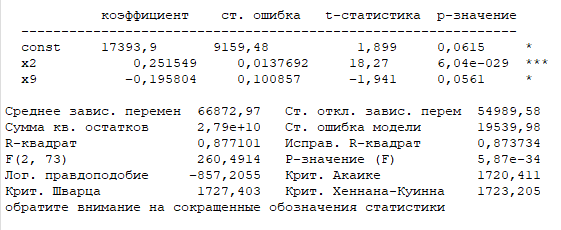 коэффициент ст. ошибка t-статистика p-значение
---------------------------------------------------------------
const 17393,9 9159,48 1,899 0,0615 *
x2 0,251549 0,0137692 18,27 6,04e-029 ***
x9 −0,195804 0,100857 −1,941 0,0561 *
Среднее завис. перемен 66872,97 Ст. откл. завис. перем 54989,58
Сумма кв. остатков 2,79e+10 Ст. ошибка модели 19539,98
R-квадрат 0,877101 Исправ. R-квадрат 0,873734
F(2, 73) 260,4914 Р-значение (F) 5,87e−34
Лог. правдоподобие −857,2055 Крит. Акаике 1720,411
Крит. Шварца 1727,403 Крит. Хеннана-Куинна 1723,205
обратите внимание на сокращенные обозначения статистики